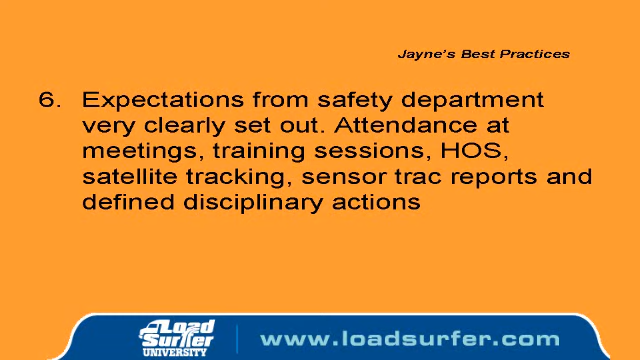 Jayne's Best Practices
6. Expectations from safety department
very clearly set out. Attendance at
meetings, training sessions, HOS,
satellite tracking, sensor trac reports and
defined disciplinary actions
Load
Surfer
UNIVERSITY
www.loadsurfer.com